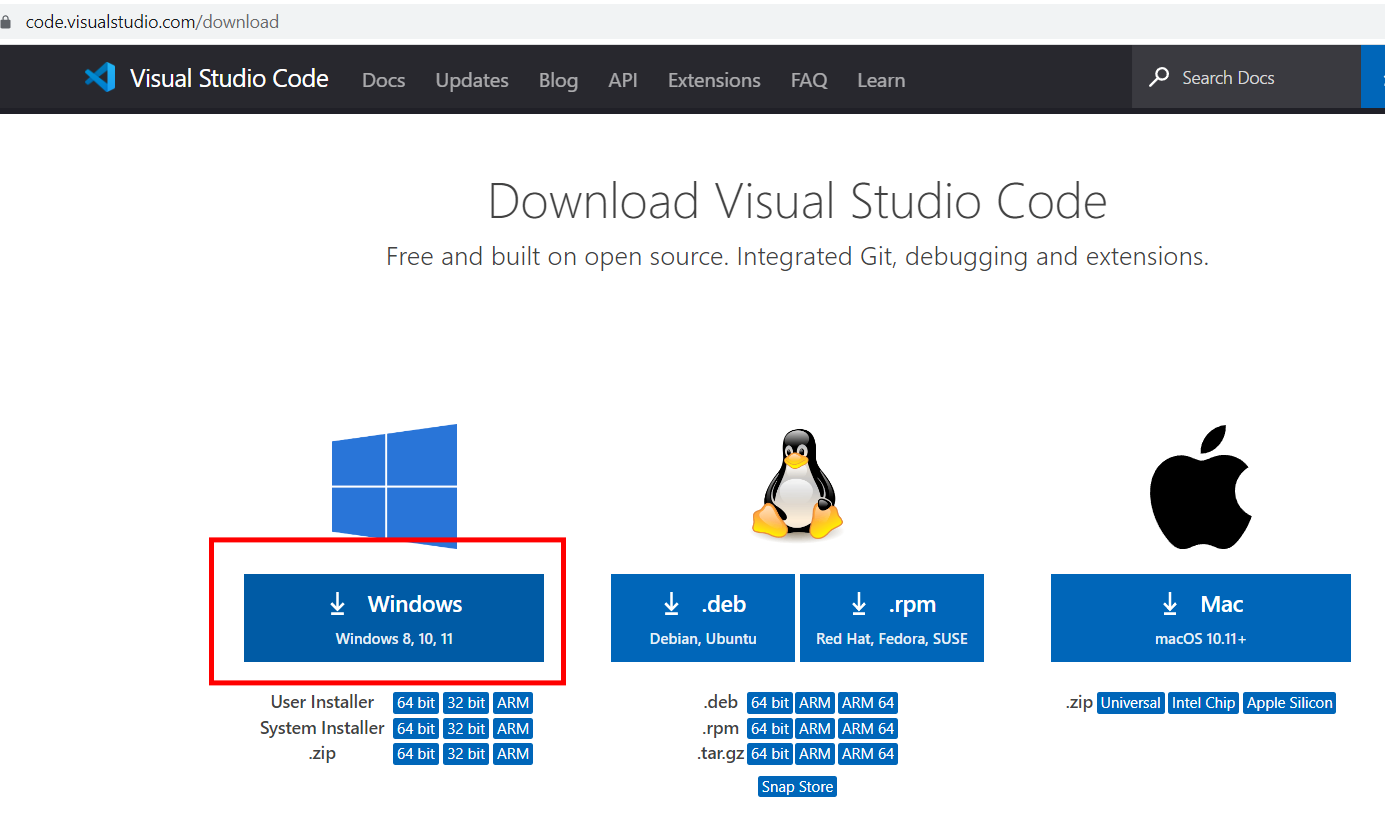 code.visualstudio.com/download
Visual Studio Code Docs Updates Blog API Extensions FAQ Learn Search Docs
Download Visual Studio Code
Free and built on open source. Integrated Git, debugging and extensions.
Windows
Windows 8, 10, 11
.deb
Debian, Ubuntu
.rpm
Red Hat, Fedora, SUSE
Mac
macOS 10.11+
User Installer 64 bit 32 bit ARM
System Installer 64 bit 32 bit ARM
.zip 64 bit 32 bit ARM
.deb 64 bit ARM ARM 64
.rpm 64 bit ARM ARM 64
.tar.gz 64 bit ARM ARM 64
Snap Store
.zip Universal Intel Chip Apple Silicon